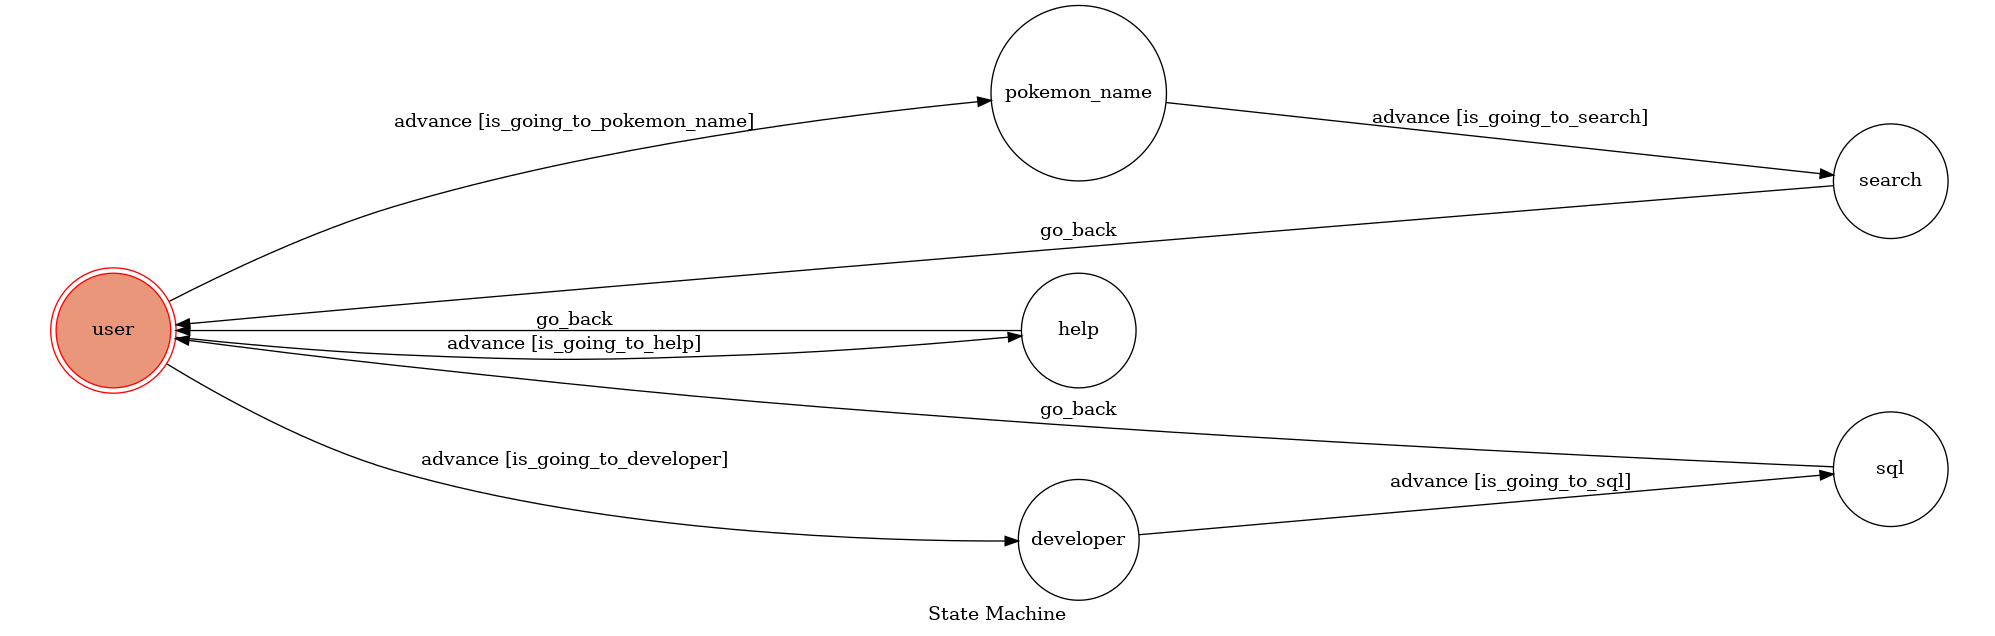 pokemon_name
advance [is_going_to_pokemon_name]
advance [is_going_to_search]
search
go_back
user
go_back
help
advance [is_going_to_help]
go_back
advance [is_going_to_developer]
sql
advance [is_going_to_sql]
developer
State Machine